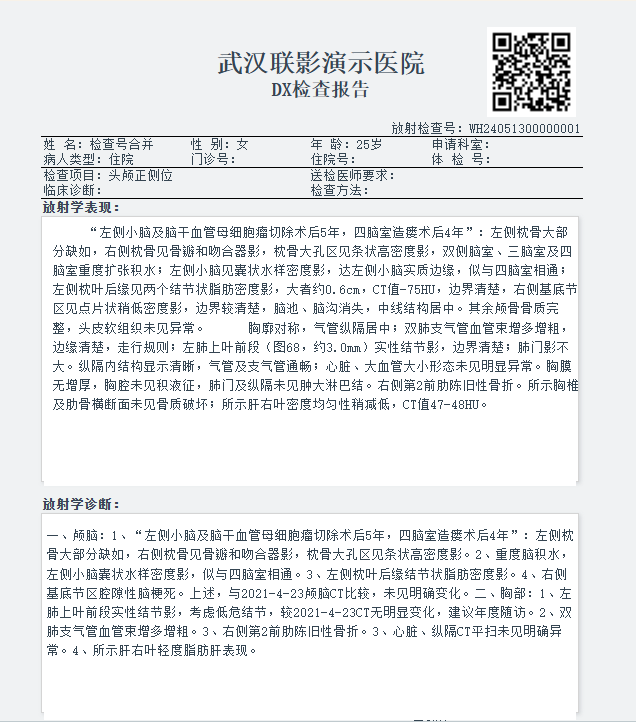 武汉联影演示医院
DX检查报告
放射检查号：WH24051300000001
姓 名：检查号合并 性 别：女 年 龄：25岁 申请科室：
病人类型：住院 门诊号： 住院号： 体 检 号：
检查项目：头颅正侧位 送检医师要求：
临床诊断： 检查方法：
放射学表现：
“左侧小脑及脑干血管母细胞瘤切除术后5年，四脑室造瘘术后4年”：左侧枕骨大部
分缺如，右侧枕骨见骨瓣和吻合器影，枕骨大孔区见条状高密度影，双侧脑室、三脑室及四
脑室重度扩张积水；左侧小脑见囊状水样密度影，达左侧小脑实质边缘，似与四脑室相通；
左侧枕叶后缘见两个结节状脂肪密度影，大者约0.6cm，CT值-75HU，边界清楚，右侧基底节
区见点片状稍低密度影，边界较清楚，脑池、脑沟消失，中线结构居中。其余颅骨骨质完
整，头皮软组织未见异常。 胸廓对称，气管纵隔居中；双肺支气管血管束增多增粗，
边缘清楚，走行规则；左肺上叶前段（图68，约3.0mm）实性结节影，边界清楚；肺门影不
大。纵隔内结构显示清晰，气管及支气管通畅；心脏、大血管大小形态未见明显异常。胸膜
无增厚，胸腔未见积液征，肺门及纵隔未见肿大淋巴结。右侧第2前肋陈旧性骨折。所示胸椎
及肋骨横断面未见骨质破坏；所示肝右叶密度均匀性稍减低，CT值47-48HU。
放射学诊断：
一、颅脑：1、“左侧小脑及脑干血管母细胞瘤切除术后5年，四脑室造瘘术后4年”：左侧枕
骨大部分缺如，右侧枕骨见骨瓣和吻合器影，枕骨大孔区见条状高密度影。2、重度脑积水，
左侧小脑囊状水样密度影，似与四脑室相通。3、左侧枕叶后缘结节状脂肪密度影。4、右侧
基底节区腔隙性脑梗死。上述，与2021-4-23颅脑CT比较，未见明确变化。二、胸部：1、左
肺上叶前段实性结节影，考虑低危结节，较2021-4-23CT无明显变化，建议年度随访。2、双
肺支气管血管束增多增粗。3、右侧第2前肋陈旧性骨折。3、心脏、纵隔CT平扫未见明确异
常。4、所示肝右叶轻度脂肪肝表现。